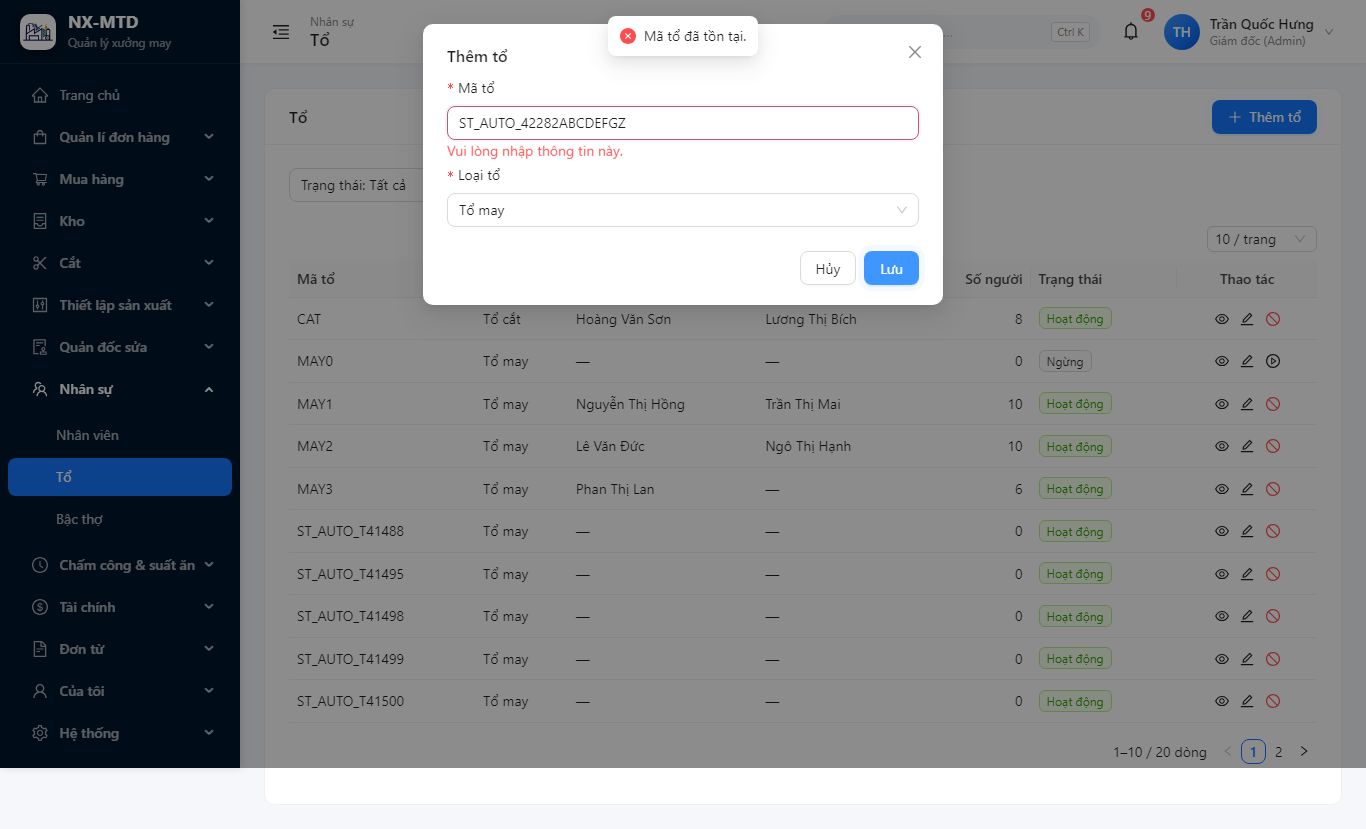 NX-MTD
Quản lý xưởng may
Trang chủ
Quản lí đơn hàng
Mua hàng
Kho
Cắt
Thiết lập sản xuất
Quản đốc sửa
Nhân sự
Nhân viên
Tổ
Bậc thợ
Chấm công & suất ăn
Tài chính
Đơn từ
Của tôi
Hệ thống
Nhân sự
Tổ
Ctrl K
9
TH
Trần Quốc Hưng
Giám đốc (Admin)
Mã tổ đã tồn tại.
Thêm tổ
* Mã tổ
ST_AUTO_42282ABCDEFGZ
Vui lòng nhập thông tin này.
* Loại tổ
Tổ may
Hủy
Lưu
Tổ
+ Thêm tổ
Trạng thái: Tất cả
10 / trang
Mã tổ Số người Trạng thái Thao tác
CAT Tổ cắt Hoàng Văn Sơn Lương Thị Bích 8 Hoạt động
MAY0 Tổ may — — 0 Ngừng
MAY1 Tổ may Nguyễn Thị Hồng Trần Thị Mai 10 Hoạt động
MAY2 Tổ may Lê Văn Đức Ngô Thị Hạnh 10 Hoạt động
MAY3 Tổ may Phan Thị Lan — 6 Hoạt động
ST_AUTO_T41488 Tổ may — — 0 Hoạt động
ST_AUTO_T41495 Tổ may — — 0 Hoạt động
ST_AUTO_T41498 Tổ may — — 0 Hoạt động
ST_AUTO_T41499 Tổ may — — 0 Hoạt động
ST_AUTO_T41500 Tổ may — — 0 Hoạt động
1–10 / 20 dòng < 1 2 >